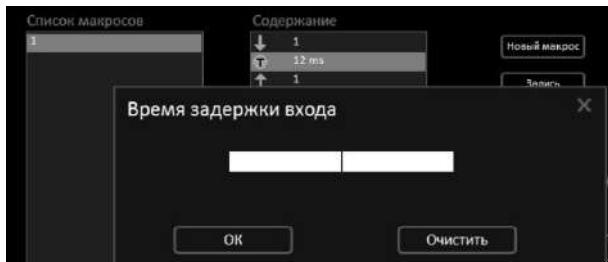 Список макросов
Содержание
1
↓ 1
T 12 ms
↑ 1
Новый макрос
Запись
Время задержки входа
X
ОК
Очистить